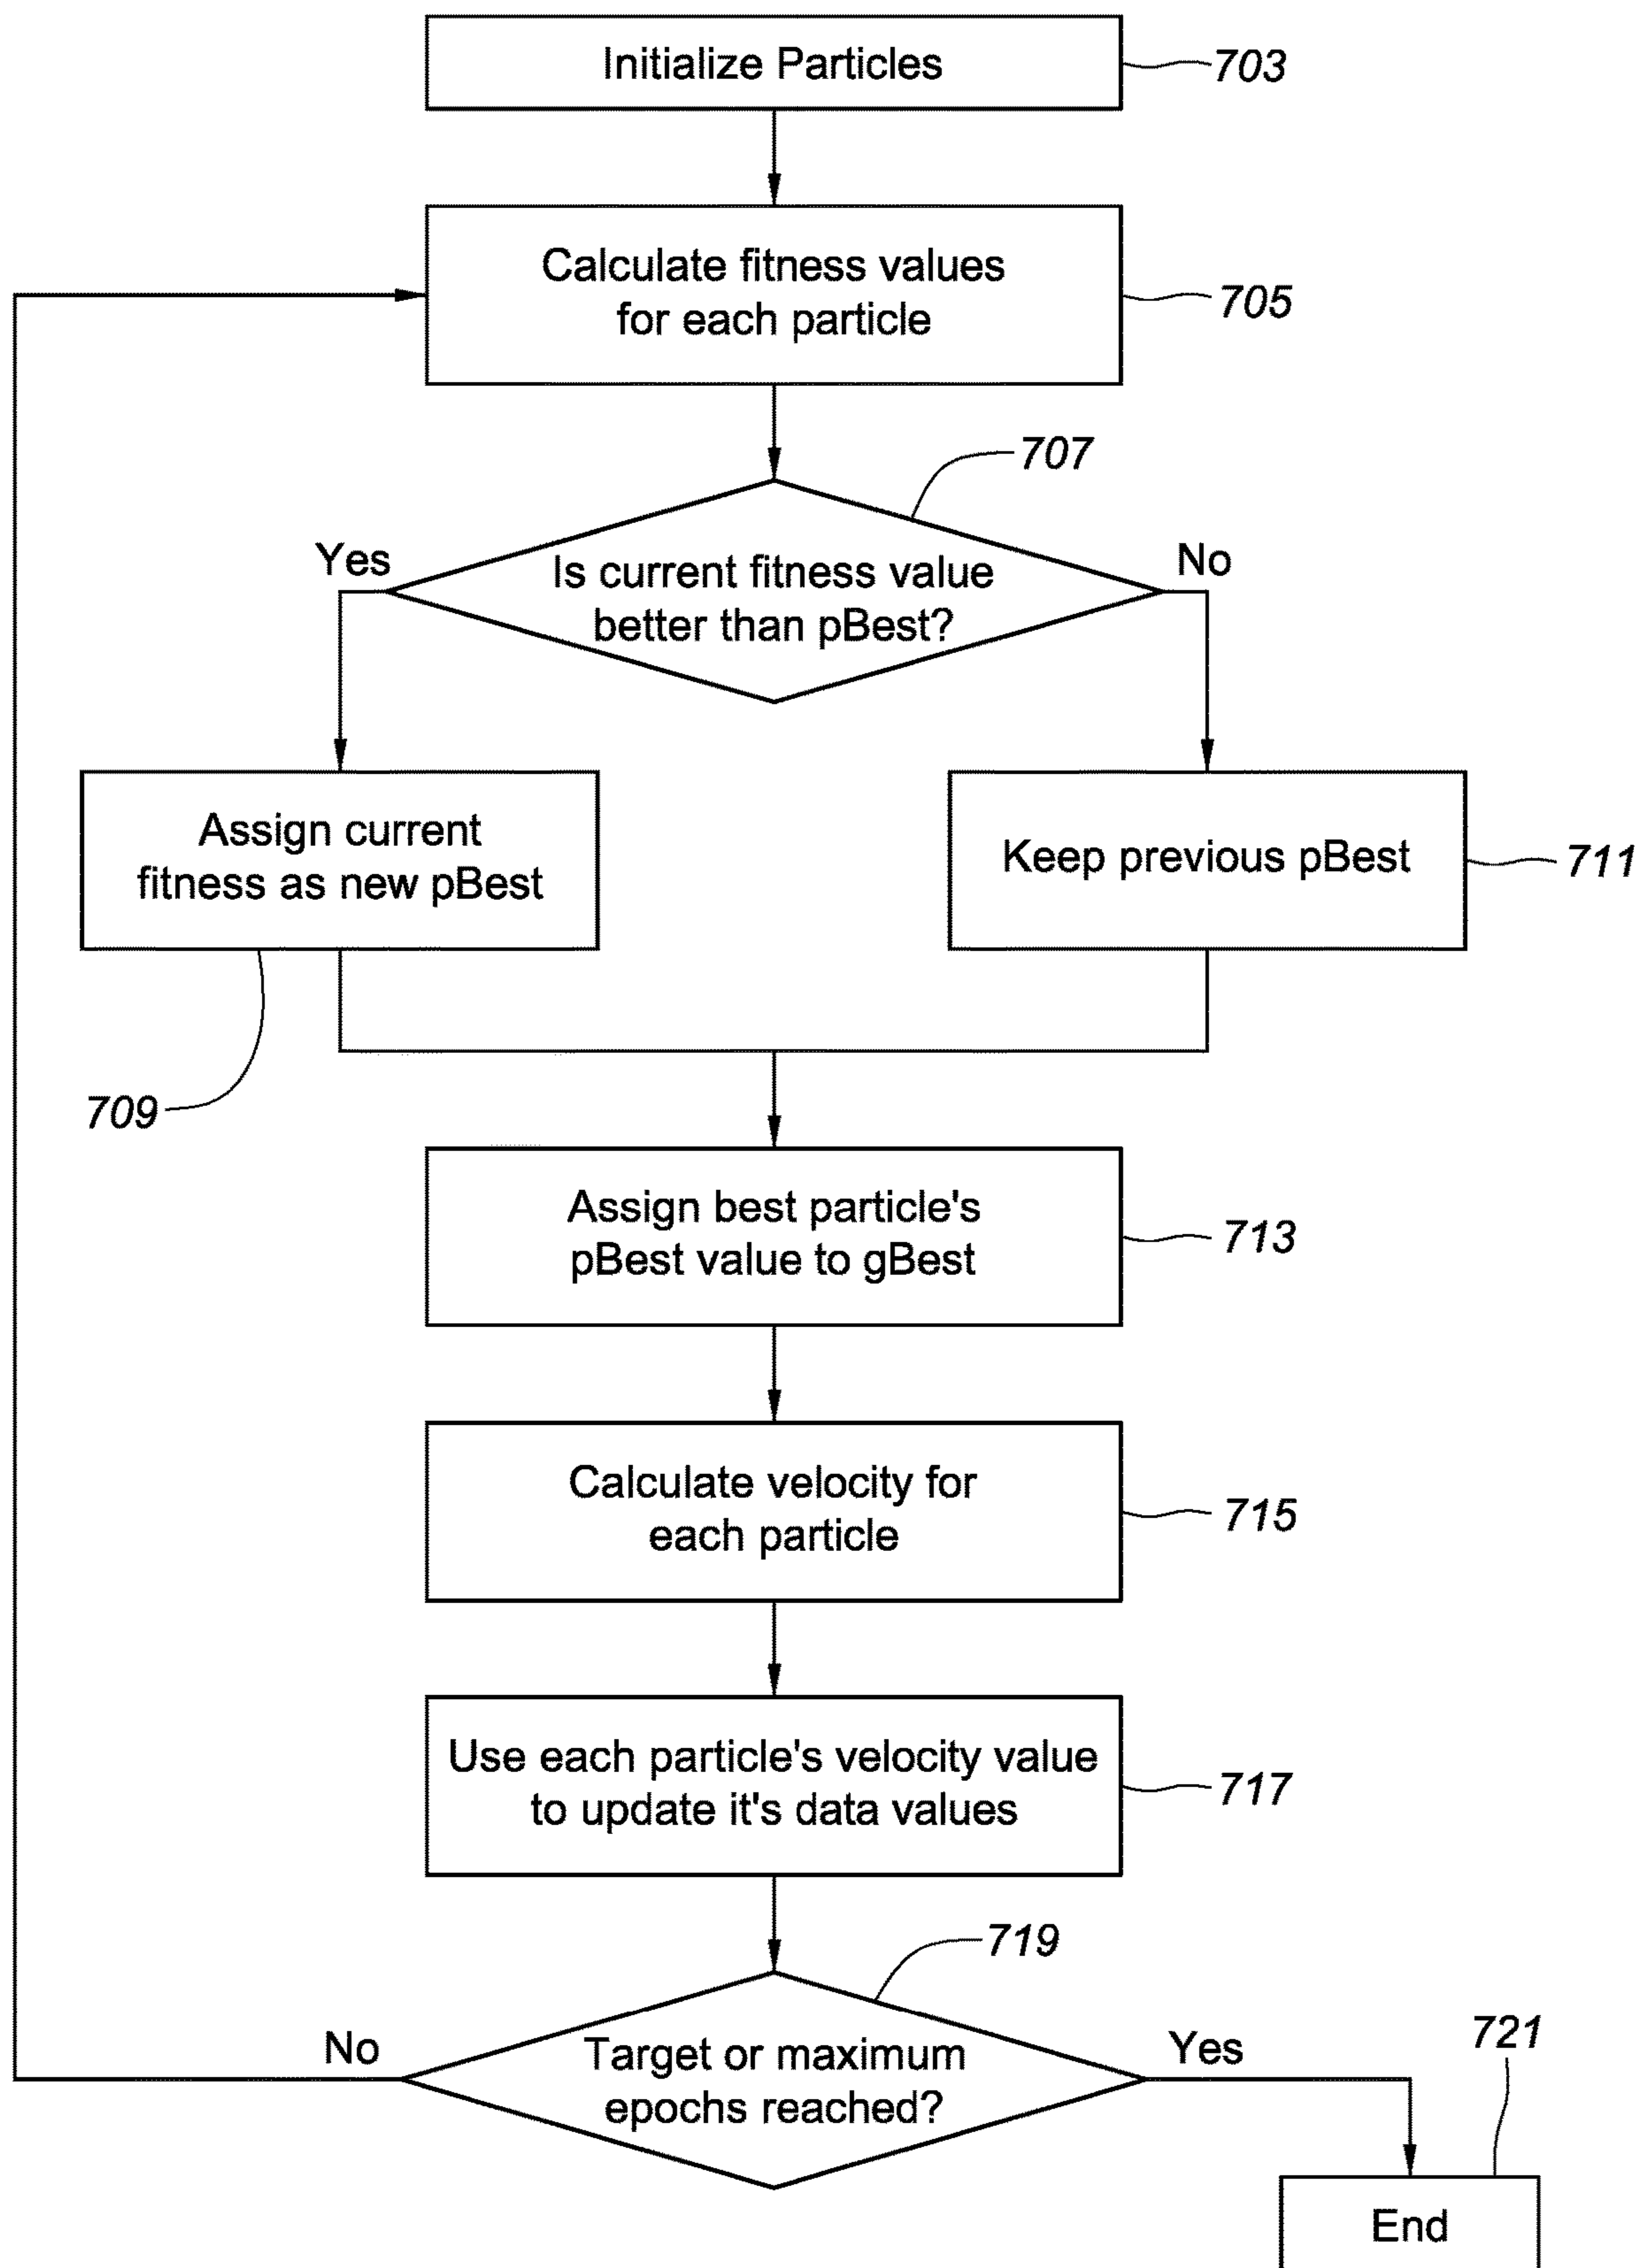 Initialize Particles
703
Calculate fitness values
for each particle
705
707
Yes
No
Is current fitness value
better than pBest?
Assign current
fitness as new pBest
Keep previous pBest
711
709
Assign best particle's
pBest value to gBest
713
Calculate velocity for
each particle
715
Use each particle's velocity value
to update it's data values
717
719
No
Target or maximum
epochs reached?
Yes
721
End